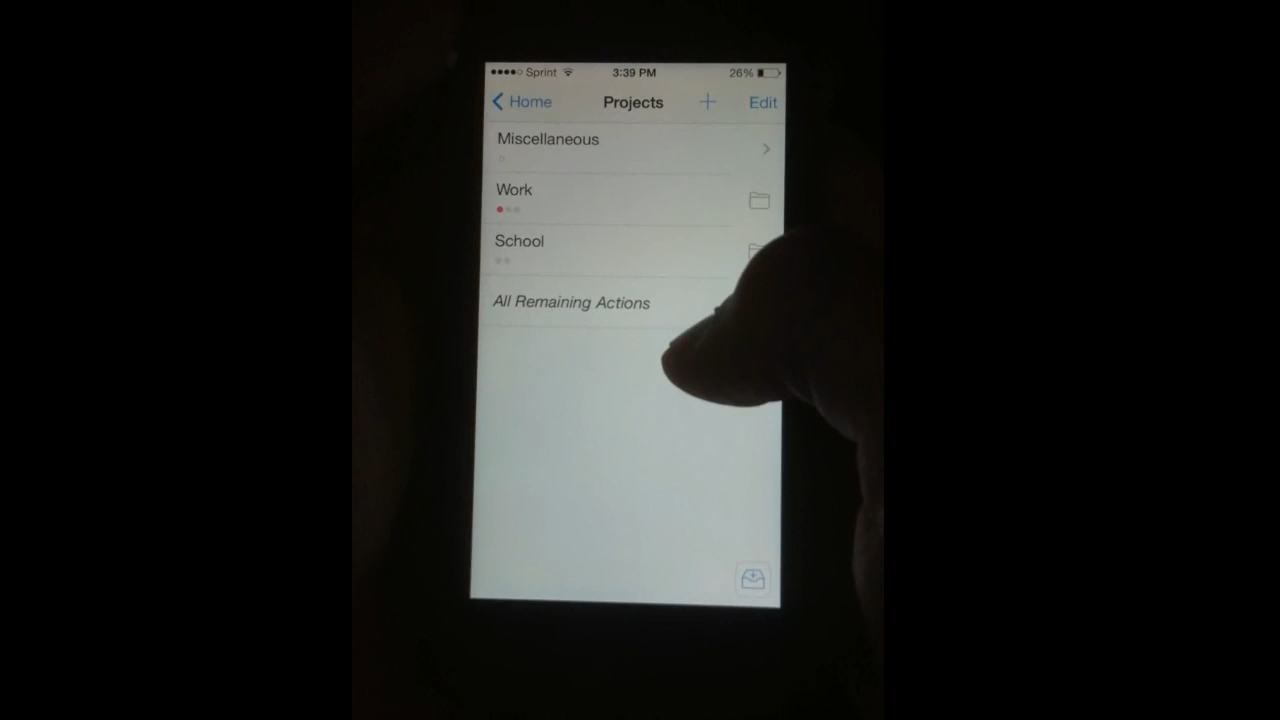 Sprint 3:39 PM 26%
Home Projects + Edit
Miscellaneous
Work
School
All Remaining Actions